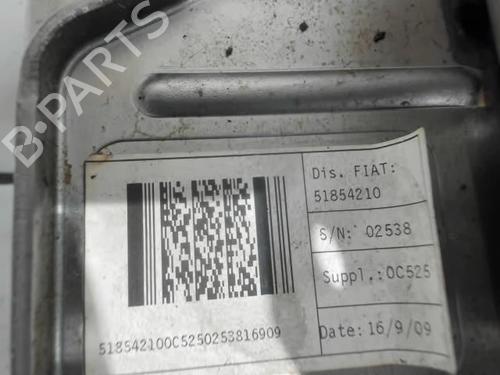 B-PARTS
Dis. FIAT:
51854210
S/N: 02538
Suppl.: 0C525
Date: 16/9/09
518542100C5250253816909